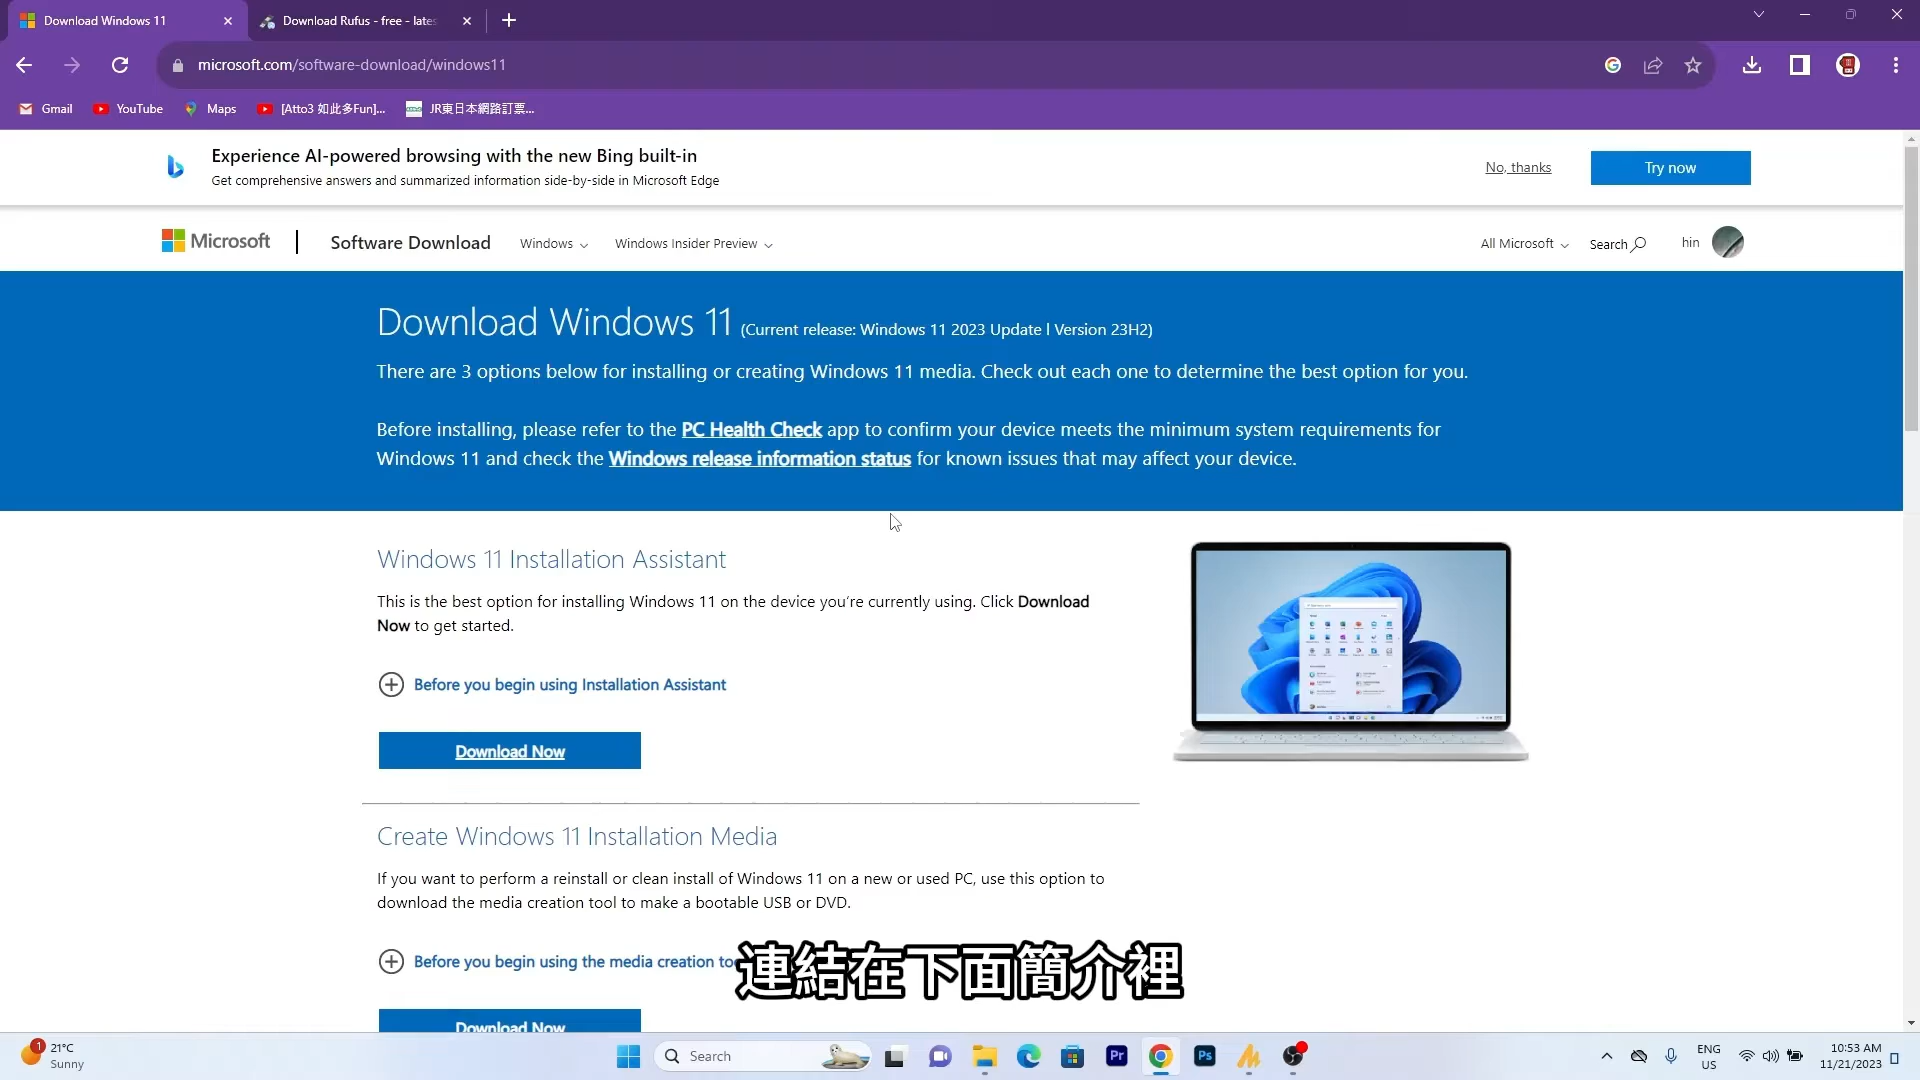 Download Windows 11
Download Rufus - free - lates
microsoft.com/software-download/windows11
Gmail
YouTube
Maps
[Atto3 如此多Fun]...
JR東日本網路訂票...
Experience AI-powered browsing with the new Bing built-in
Get comprehensive answers and summarized information side-by-side in Microsoft Edge
No, thanks
Try now
Microsoft
Software Download
Windows
Windows Insider Preview
All Microsoft
Search
hin
Download Windows 11 (Current release: Windows 11 2023 Update l Version 23H2)
There are 3 options below for installing or creating Windows 11 media. Check out each one to determine the best option for you.
Before installing, please refer to the PC Health Check app to confirm your device meets the minimum system requirements for
Windows 11 and check the Windows release information status for known issues that may affect your device.
Windows 11 Installation Assistant
This is the best option for installing Windows 11 on the device you're currently using. Click Download
Now to get started.
Before you begin using Installation Assistant
Download Now
Create Windows 11 Installation Media
If you want to perform a reinstall or clean install of Windows 11 on a new or used PC, use this option to
download the media creation tool to make a bootable USB or DVD.
Before you begin using the media creation to
連結在下面簡介裡
Download Now
1
21°C
Sunny
Search
Pr
Ps
ENG
US
10:53 AM
11/21/2023